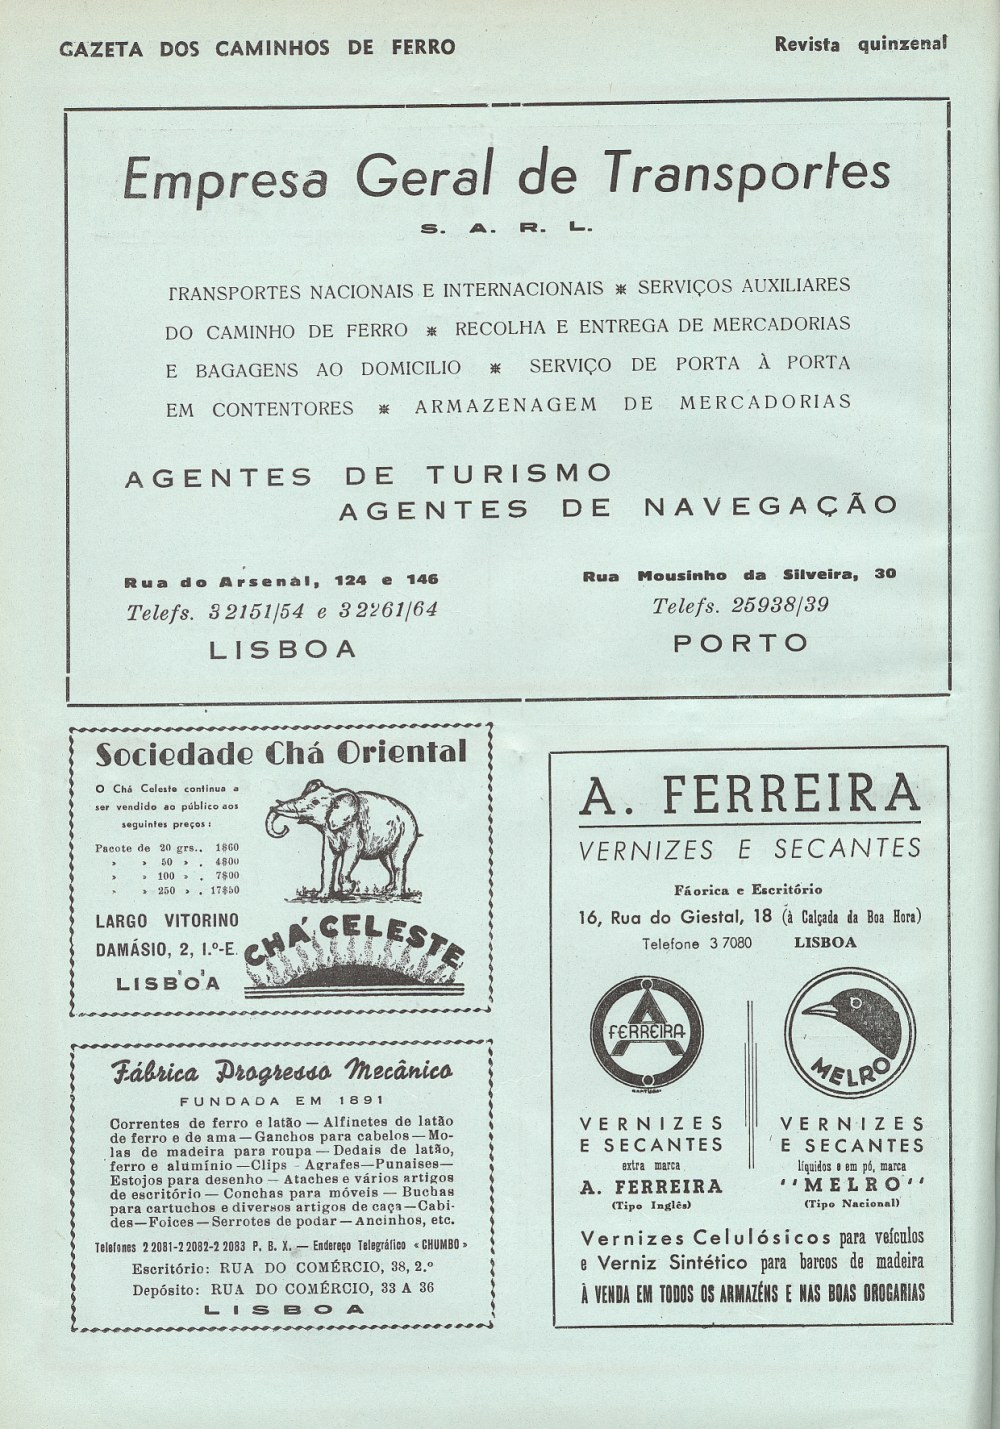 GAZETA DOS CAMINHOS DE FERRO
Revista quinzenal
Empresa Geral de Transportes
S. A. R. L.
TRANSPORTES NACIONAIS E INTERNACIONAIS ⁕ SERVIÇOS AUXILIARES
DO CAMINHO DE FERRO ⁕ RECOLHA E ENTREGA DE MERCADORIAS
E BAGAGENS AO DOMICILIO ⁕ SERVIÇO DE PORTA À PORTA
EM CONTENTORES ⁕ ARMAZENAGEM DE MERCADORIAS
AGENTES DE TURISMO
AGENTES DE NAVEGAÇÃO
Rua do Arsenàl, 124 e 146
Telefs. 32151/54 e 32261/64
LISBOA
Rua Mousinho da Silveira, 30
Telefs. 25938/39
PORTO
Sociedade Chá Oriental
O Chá Celeste continua a
ser vendido ao público aos
seguintes preços:
Pacote de 20 grs.. 1$60
» » 50 » . 4$00
» » 100 » . 7$00
» » 250 » . 17$50
LARGO VITORINO
DAMÁSIO, 2, 1.º-E.
LISBOA
CHÁ CELESTE
Fábrica Progresso Mecânico
FUNDADA EM 1891
Correntes de ferro e latão — Alfinetes de latão
de ferro e de ama — Ganchos para cabelos — Mo-
las de madeira para roupa — Dedais de latão,
ferro e alumínio — Clips - Agrafes—Punaises—
Estojos para desenho — Ataches e vários artigos
de escritório — Conchas para móveis — Buchas
para cartuchos e diversos artigos de caça—Cabi-
des—Foices—Serrotes de podar—Ancinhos, etc.
Telefones 2 2081-2 2082-2 2083 P. B. X. — Endereço Telegráfico «CHUMBO»
Escritório: RUA DO COMÉRCIO, 38, 2.º
Depósito: RUA DO COMÉRCIO, 33 A 36
LISBOA
A. FERREIRA
VERNIZES E SECANTES
Fáorica e Escritório
16, Rua do Giestal, 18 (à Calçada da Boa Hora)
Telefone 3 7080 LISBOA
A
FERREIRA
MELRO
VERNIZES
E SECANTES
extra marca
A. FERREIRA
(Tipo Inglês)
VERNIZES
E SECANTES
líquidos e em pó, marca
''MELRO''
(Tipo Nacional)
Vernizes Celulósicos para veículos
e Verniz Sintético para barcos de madeira
À VENDA EM TODOS OS ARMAZÉNS E NAS BOAS DROGARIAS